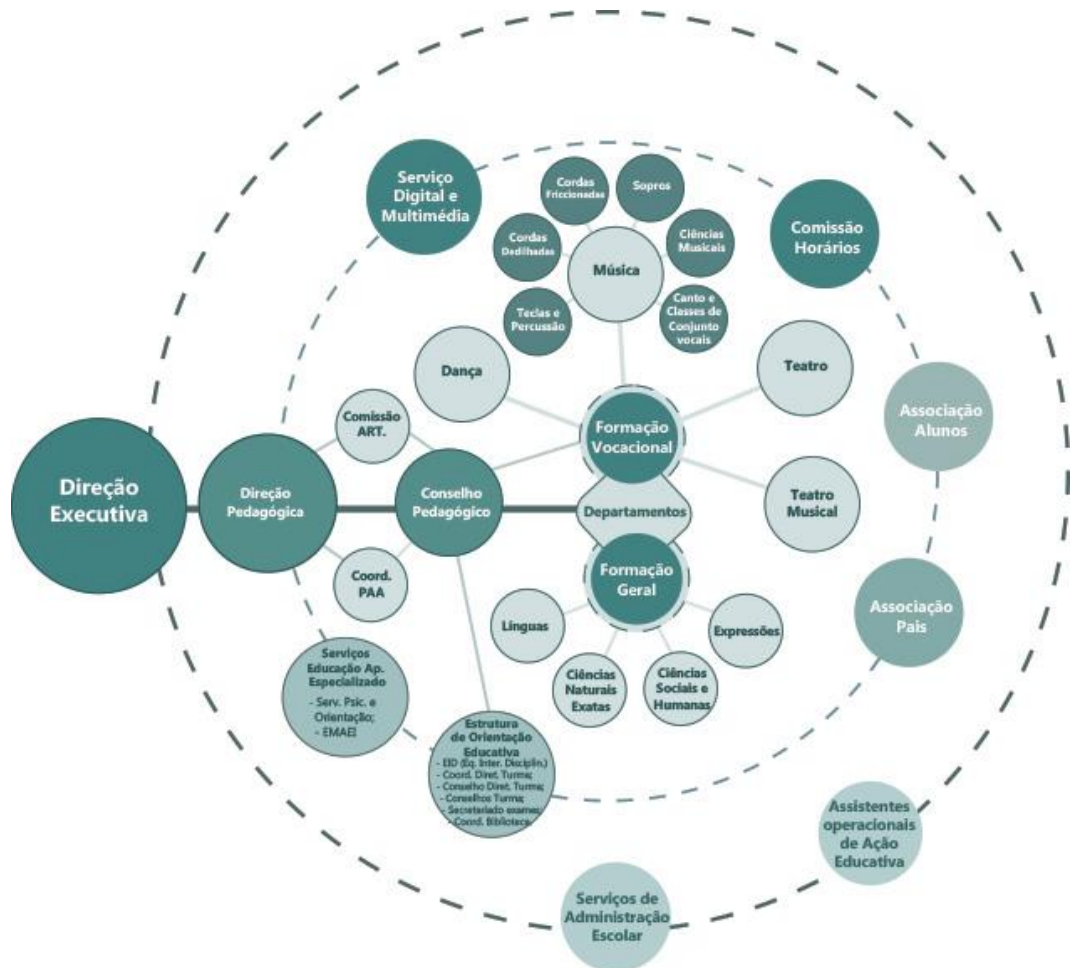 Serviço
Digital e
Multimédia
Cordas
Friccionadas
Sopros
Cordas
Dedilhadas
Ciências
Musicais
Música
Teclas e
Percussão
Canto e
Classes de
Conjunto
vocais
Comissão
Horários
Dança
Teatro
Comissão
ART.
Formação
Vocacional
Associação
Alunos
Direção
Executiva
Direção
Pedagógica
Conselho
Pedagógico
Departamentos
Teatro
Musical
Coord.
PAA
Formação
Geral
Associação
Pais
Línguas
Expressões
Ciências
Naturais
Exatas
Ciências
Sociais e
Humanas
Serviços
Educação Ap.
Especializado
- Serv. Psic. e
Orientação;
- EMAEI
Estrutura
de Orientação
Educativa
- EID (Eq. Inter. Disciplin.)
- Coord. Diret. Turma;
- Conselho Diret. Turma;
- Conselhos Turma;
- Secretariado exames;
- Coord. Biblioteca
Assistentes
operacionais
de Ação
Educativa
Serviços de
Administração
Escolar